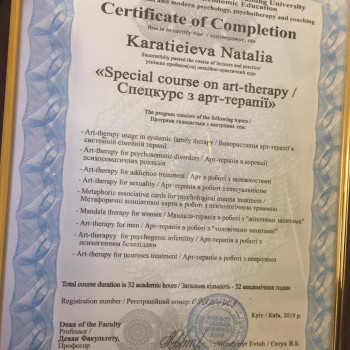 Training University
onomic Education
and modern psychology, psychotherapy and coaching
Certificate of Completion
this is to certify that / підтверджує, що
Karatieieva Natalia
Successfully passed the course of lectures and practice/
успішно пройшов(ла) лекційно-практичний курс
«Special course on art-therapy /
Спецкурс з арт-терапії»
The program consists of the following topics /
Програма складається з наступних тем:
- Art-therapy usage in systemic family therapy / Використання арт-терапії в
системній сімейній терапії
- Art-therapy for psychosomatic disorders / Арт-терапія в корекції
психосоматичних розладів
- Art-therapy for addiction treatment / Арт-терапія в роботі з залежностями
- Art-therapy for sexuality / Арт-терапія в роботі з сексуальністю
- Metaphoric associative cards for psychological trauma treatment /
Метафоричні асоціативні карти в роботі з психологічною травмою
- Mandala therapy for women / Мандала-терапія в роботі з "жіночими запитами"
- Art-therapy for men / Арт-терапія в роботі з "чоловічими запитами"
- Art-therapy for psychogenic infertility / Арт-терапія в роботі з
психогенним безпліддям
- Art-therapy for neuroses treatment / Арт-терапія в роботі з неврозами
Total course duration is 32 academic hours / Загальна кількість - 32 академічних годин
Registration number / Реєстраційний номер:
Kyiv / Київ, 2019 р.
Dean of the Faculty
Professor /
Декан Факультету,
Професор
Volodymyr Evtuh / Євтух В.Б.